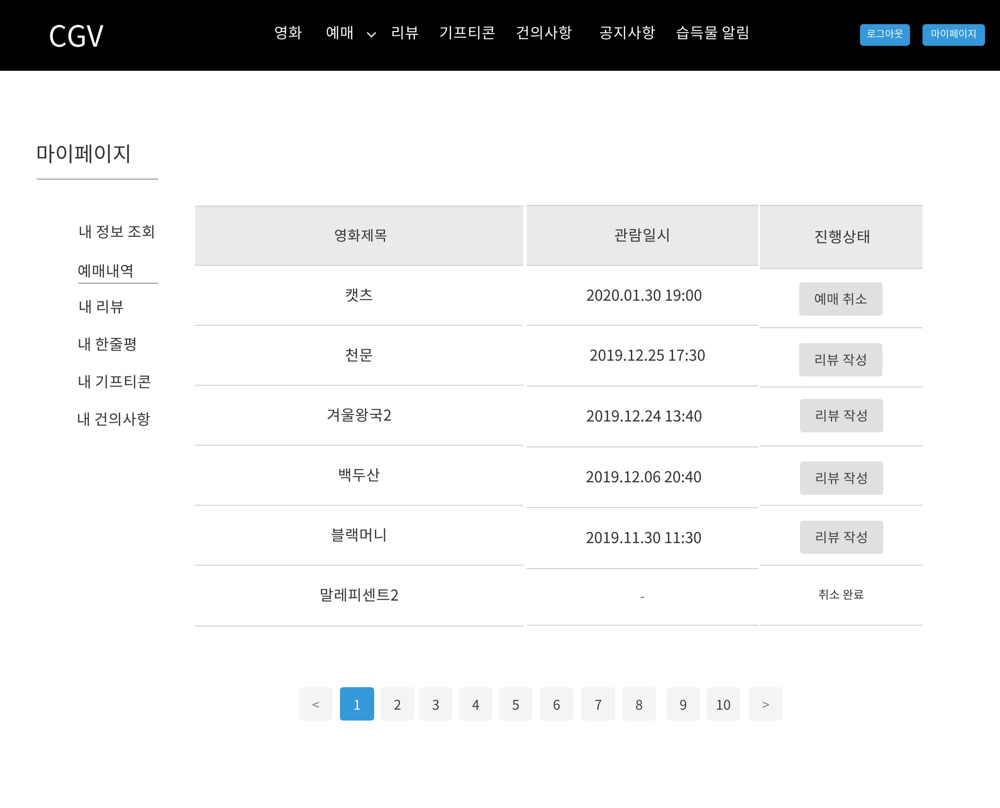 CGV
영화 예매 리뷰 기프티콘 건의사항 공지사항 습득물 알림
로그아웃 마이페이지
마이페이지
내 정보 조회
예매내역
내 리뷰
내 한줄평
내 기프티콘
내 건의사항
영화제목 관람일시 진행상태
캣츠 2020.01.30 19:00 예매 취소
천문 2019.12.25 17:30 리뷰 작성
겨울왕국2 2019.12.24 13:40 리뷰 작성
백두산 2019.12.06 20:40 리뷰 작성
블랙머니 2019.11.30 11:30 리뷰 작성
말레피센트2 - 취소 완료
< 1 2 3 4 5 6 7 8 9 10 >